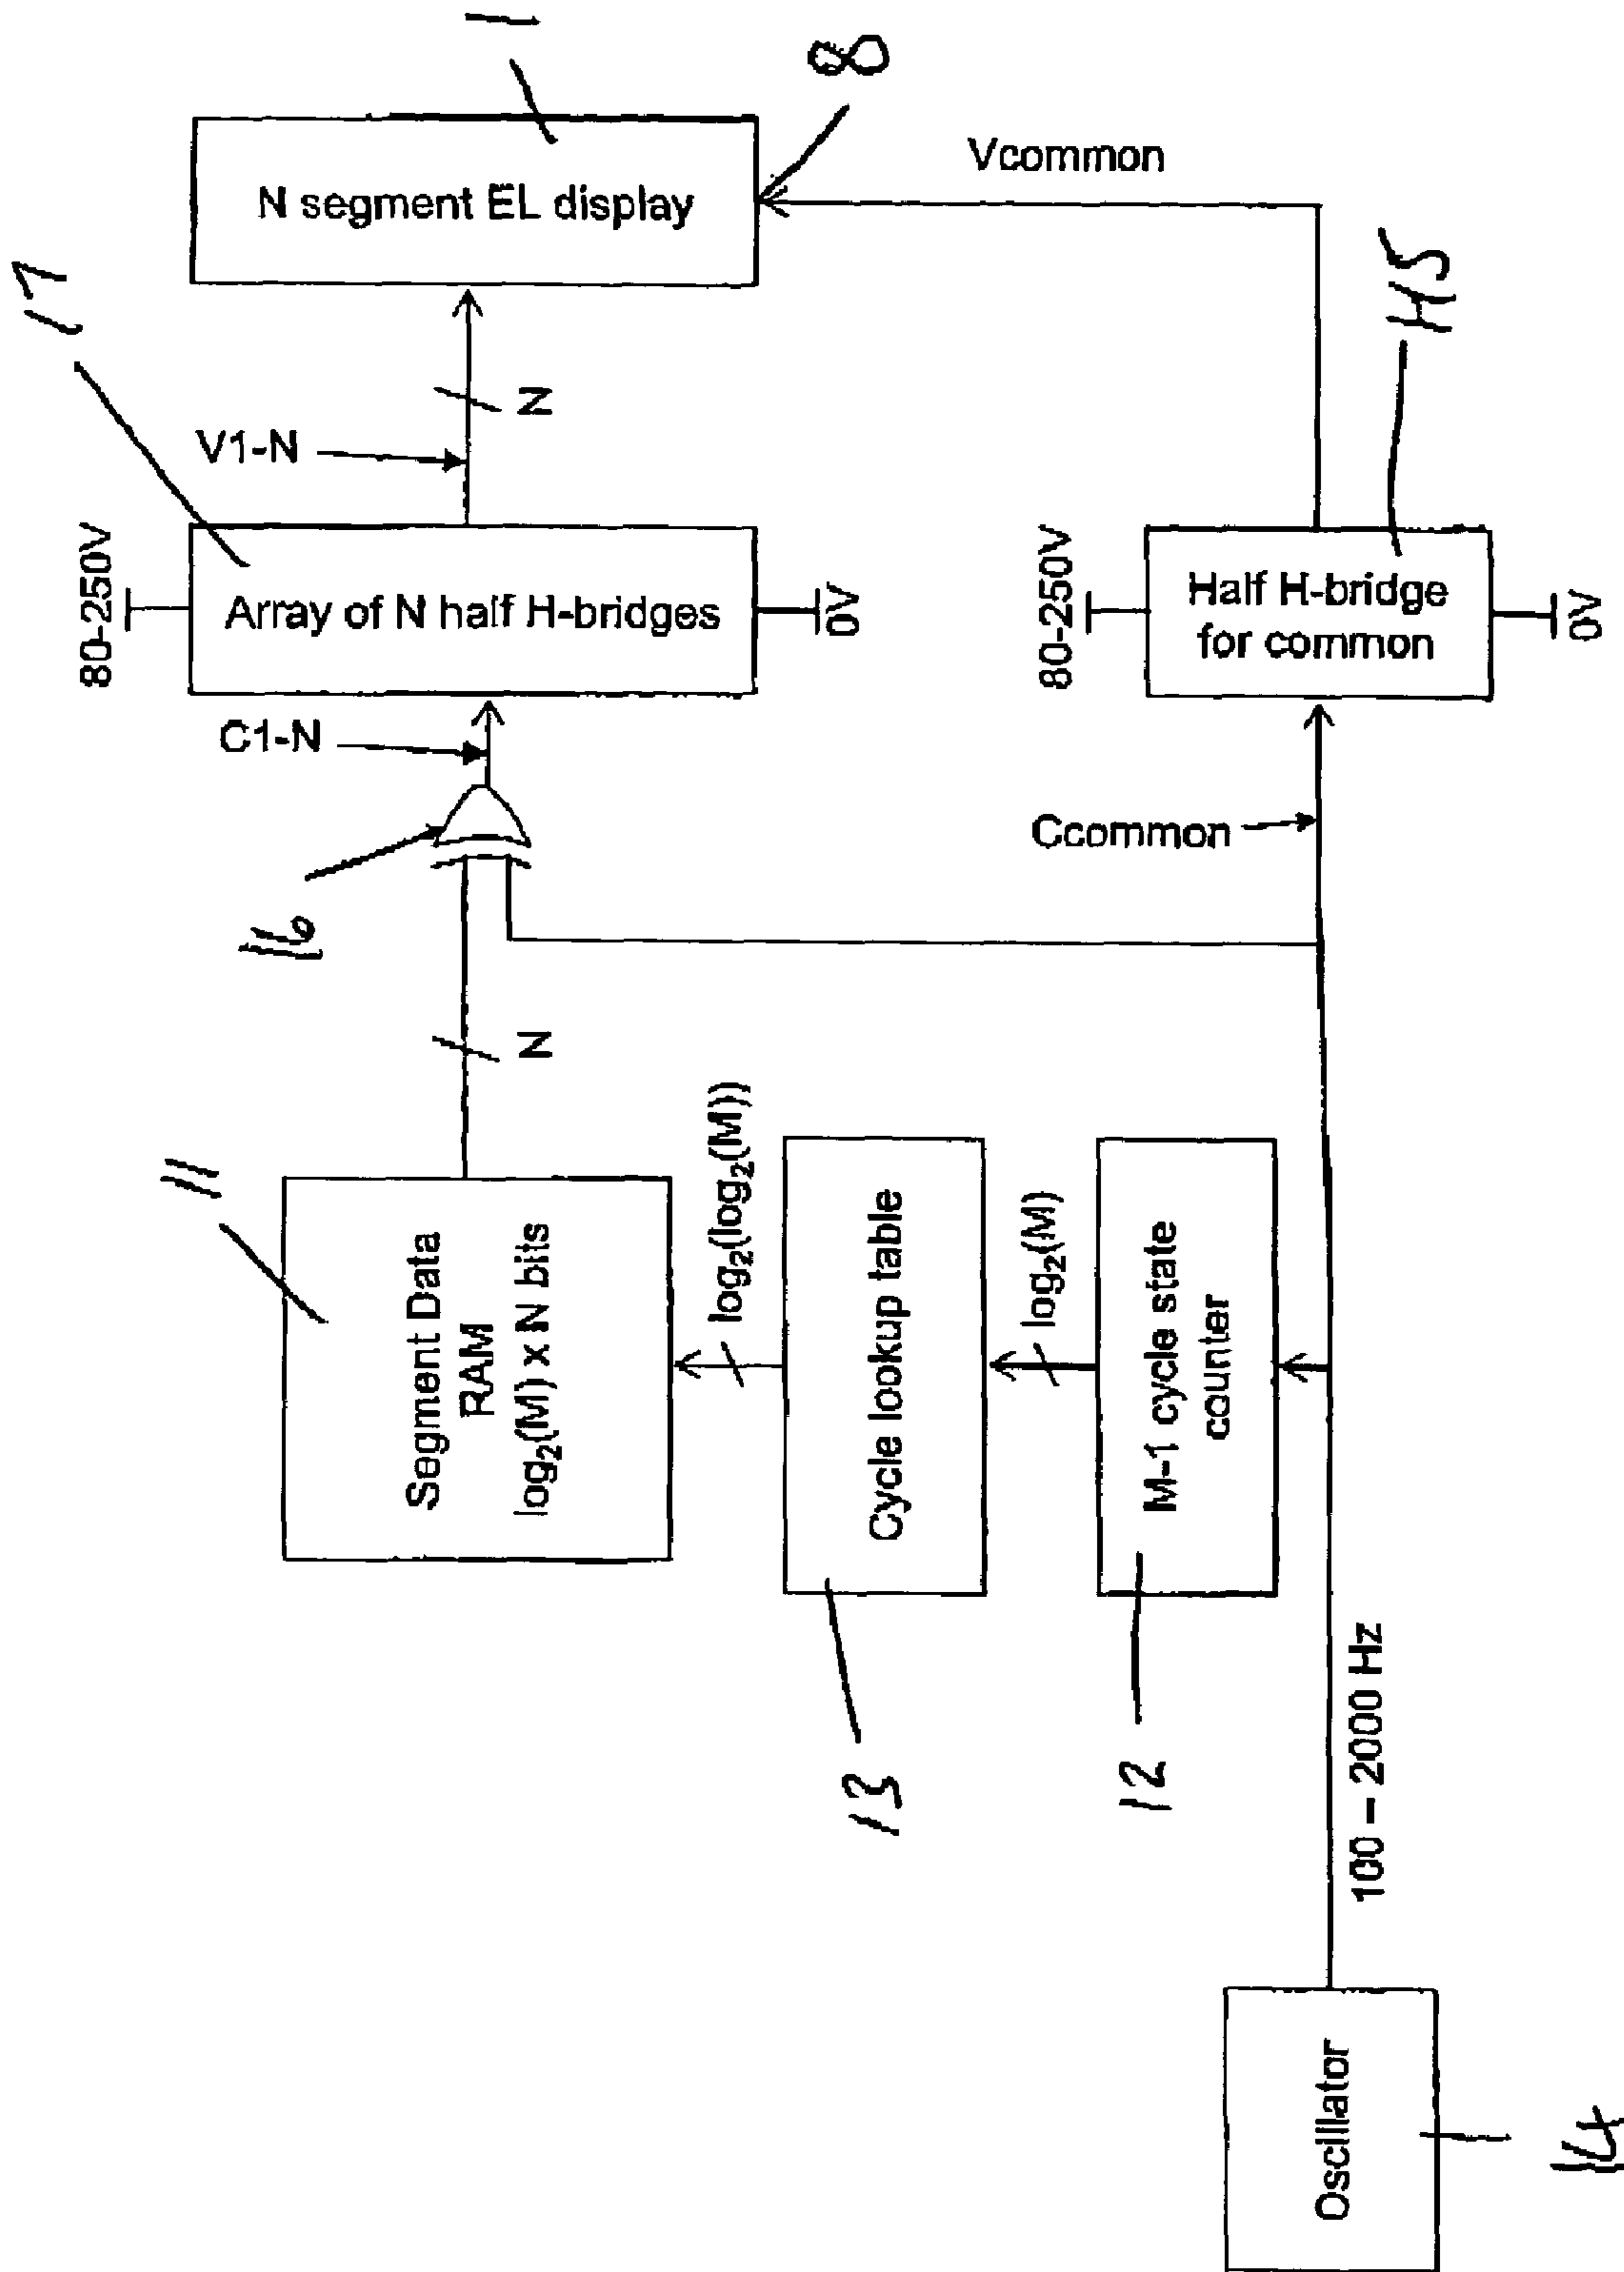 N segment EL display
1
8
Vcommon
17
V1-N
N
80-250V
Array of N half H-bridges
0V
C1-N
16
80-250V
Half H-bridge
for common
0V
H5
Ccommon
N
11
Segment Data
RAM
log₂(M) x N bits
log₂(log₂(M))
Cycle lookup table
13
log₂(M)
M-1 cycle state
counter
12
100 – 2000 Hz
Oscillator
14